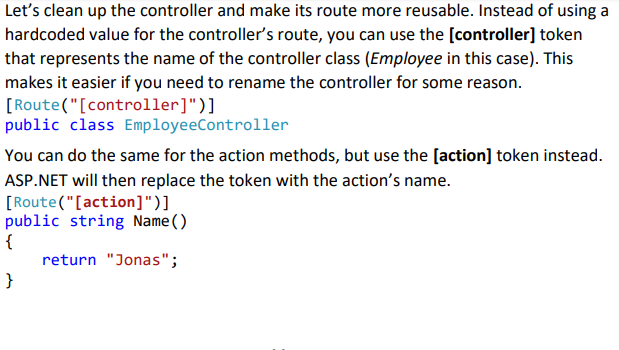 Let’s clean up the controller and make its route more reusable. Instead of using a
hardcoded value for the controller’s route, you can use the [controller] token
that represents the name of the controller class (Employee in this case). This
makes it easier if you need to rename the controller for some reason.
[Route("[controller]")]
public class EmployeeController
You can do the same for the action methods, but use the [action] token instead.
ASP.NET will then replace the token with the action’s name.
[Route("[action]")]
public string Name()
{
    return "Jonas";
}